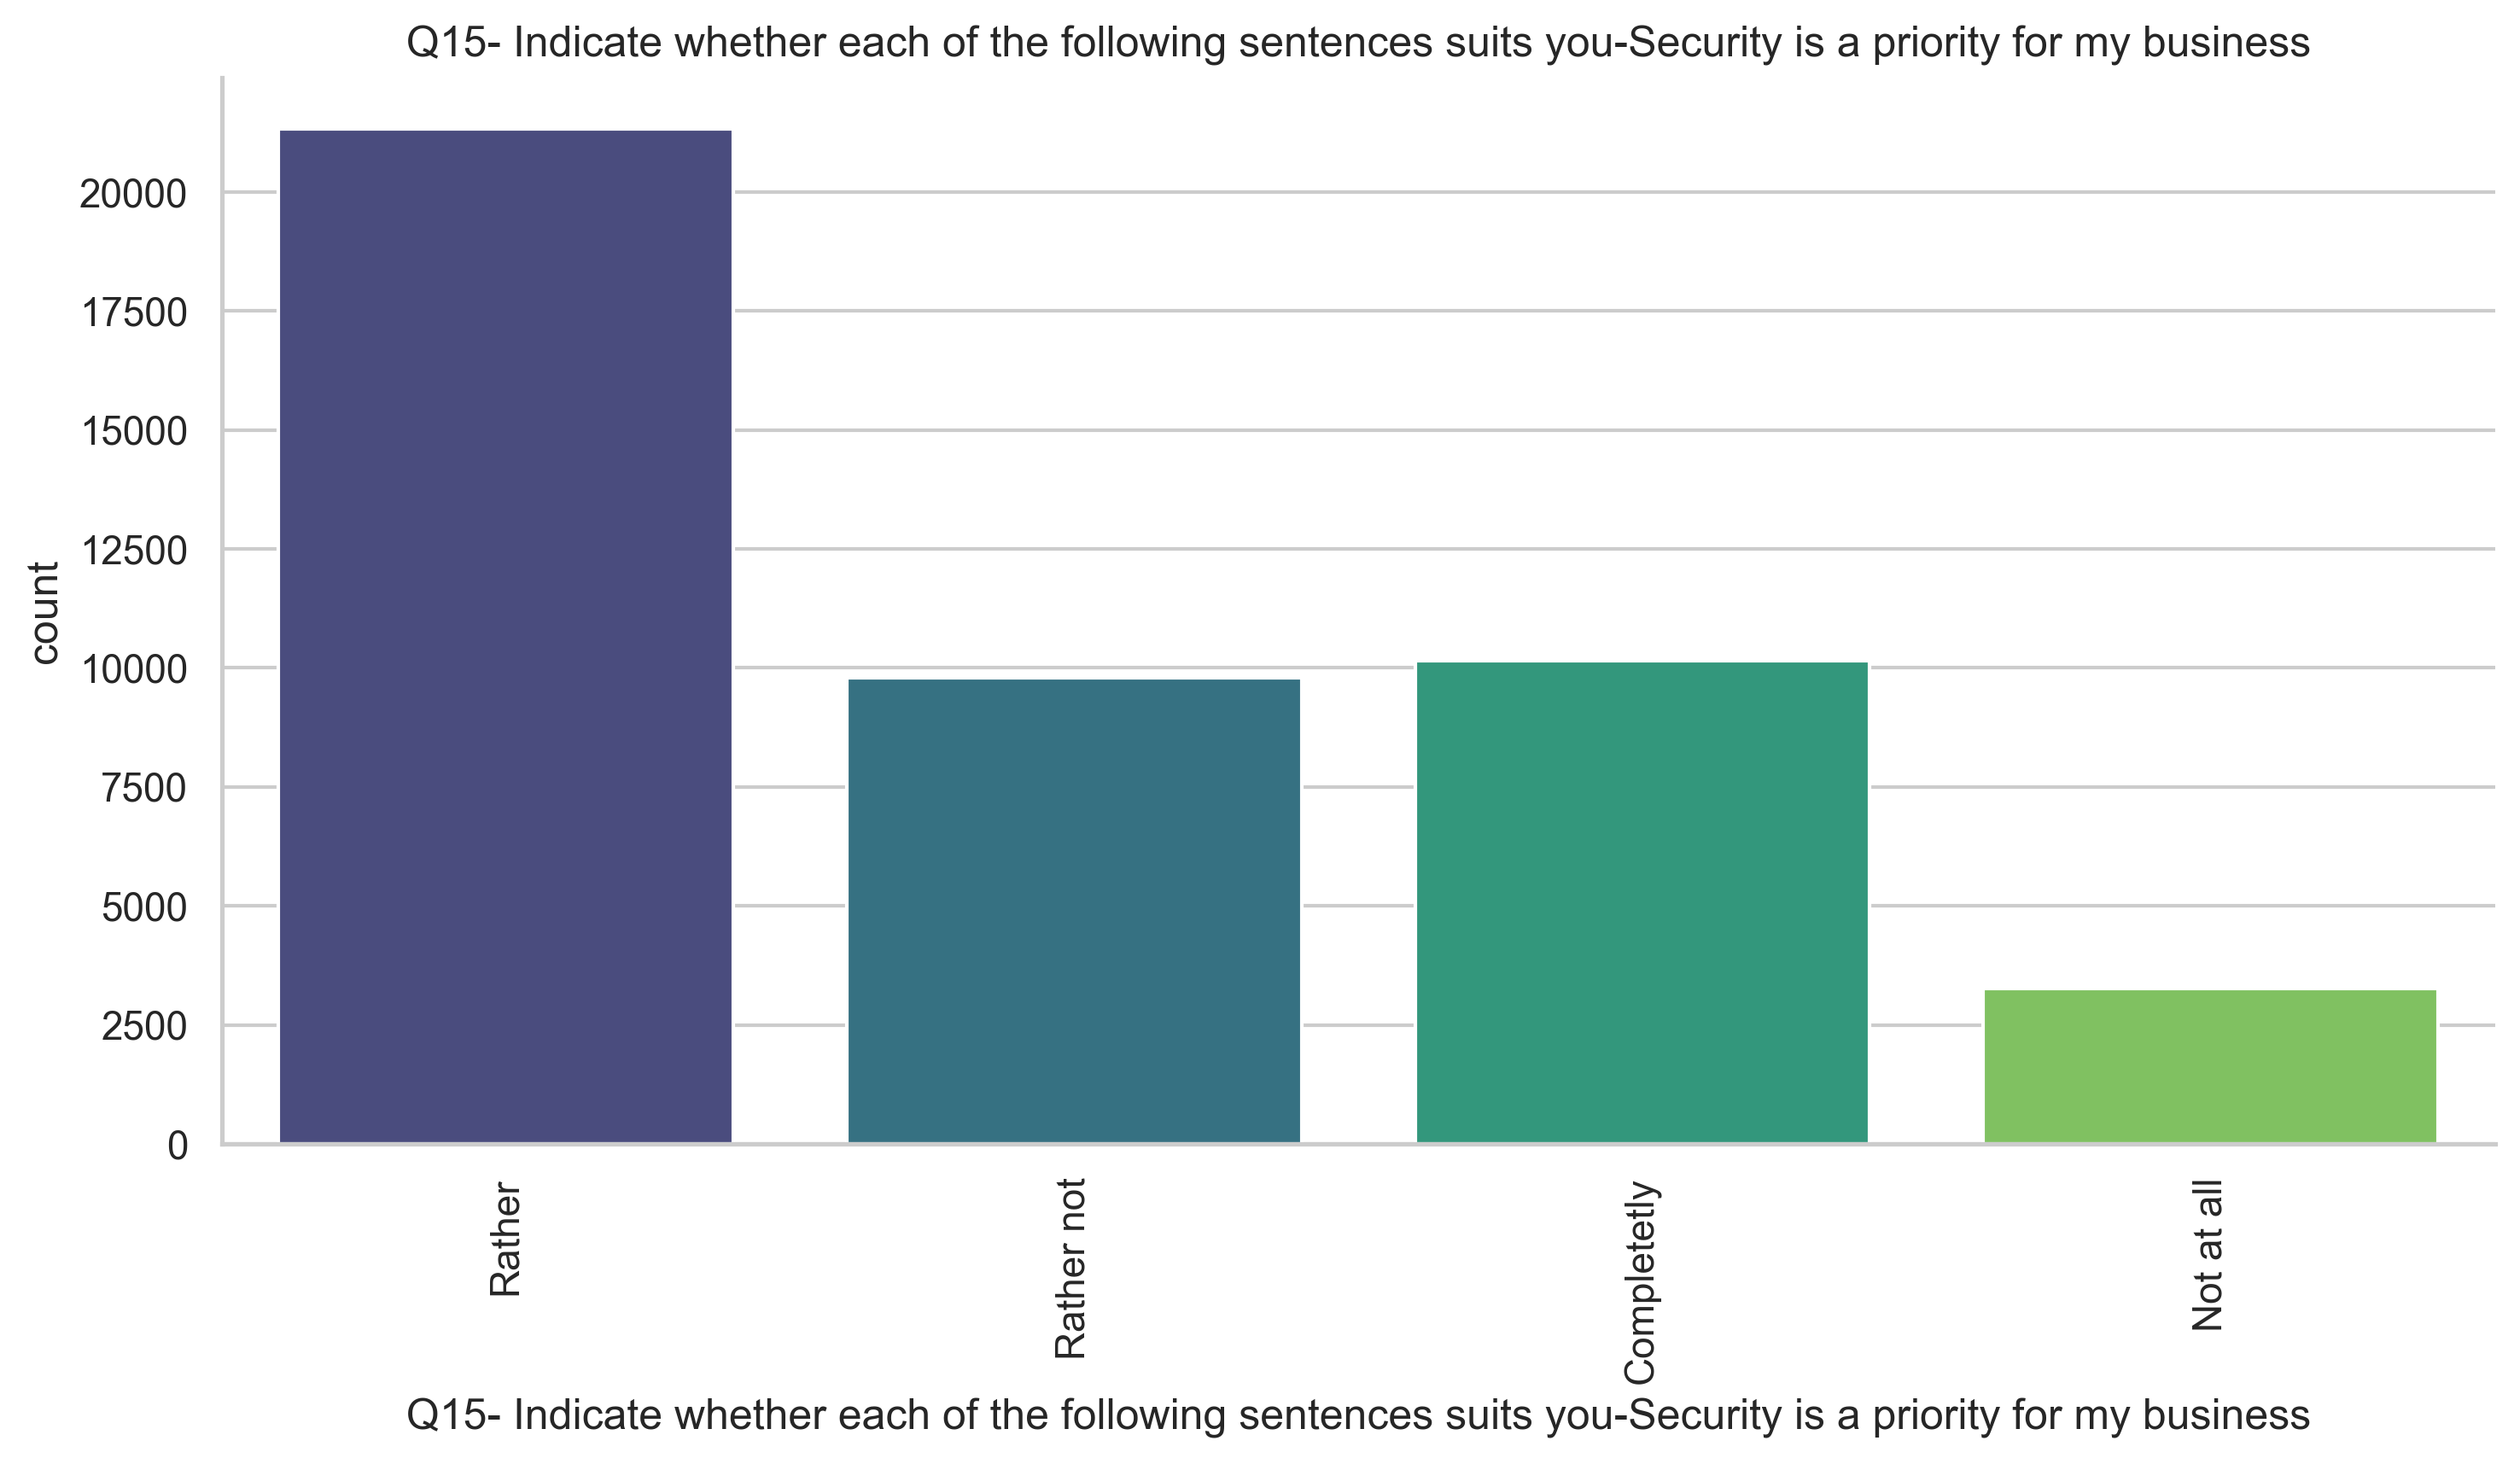 Q15- Indicate whether each of the following sentences suits you-Security is a priority for my business
count
20000
17500
15000
12500
10000
7500
5000
2500
0
Rather
Rather not
Completetly
Not at all
Q15- Indicate whether each of the following sentences suits you-Security is a priority for my business